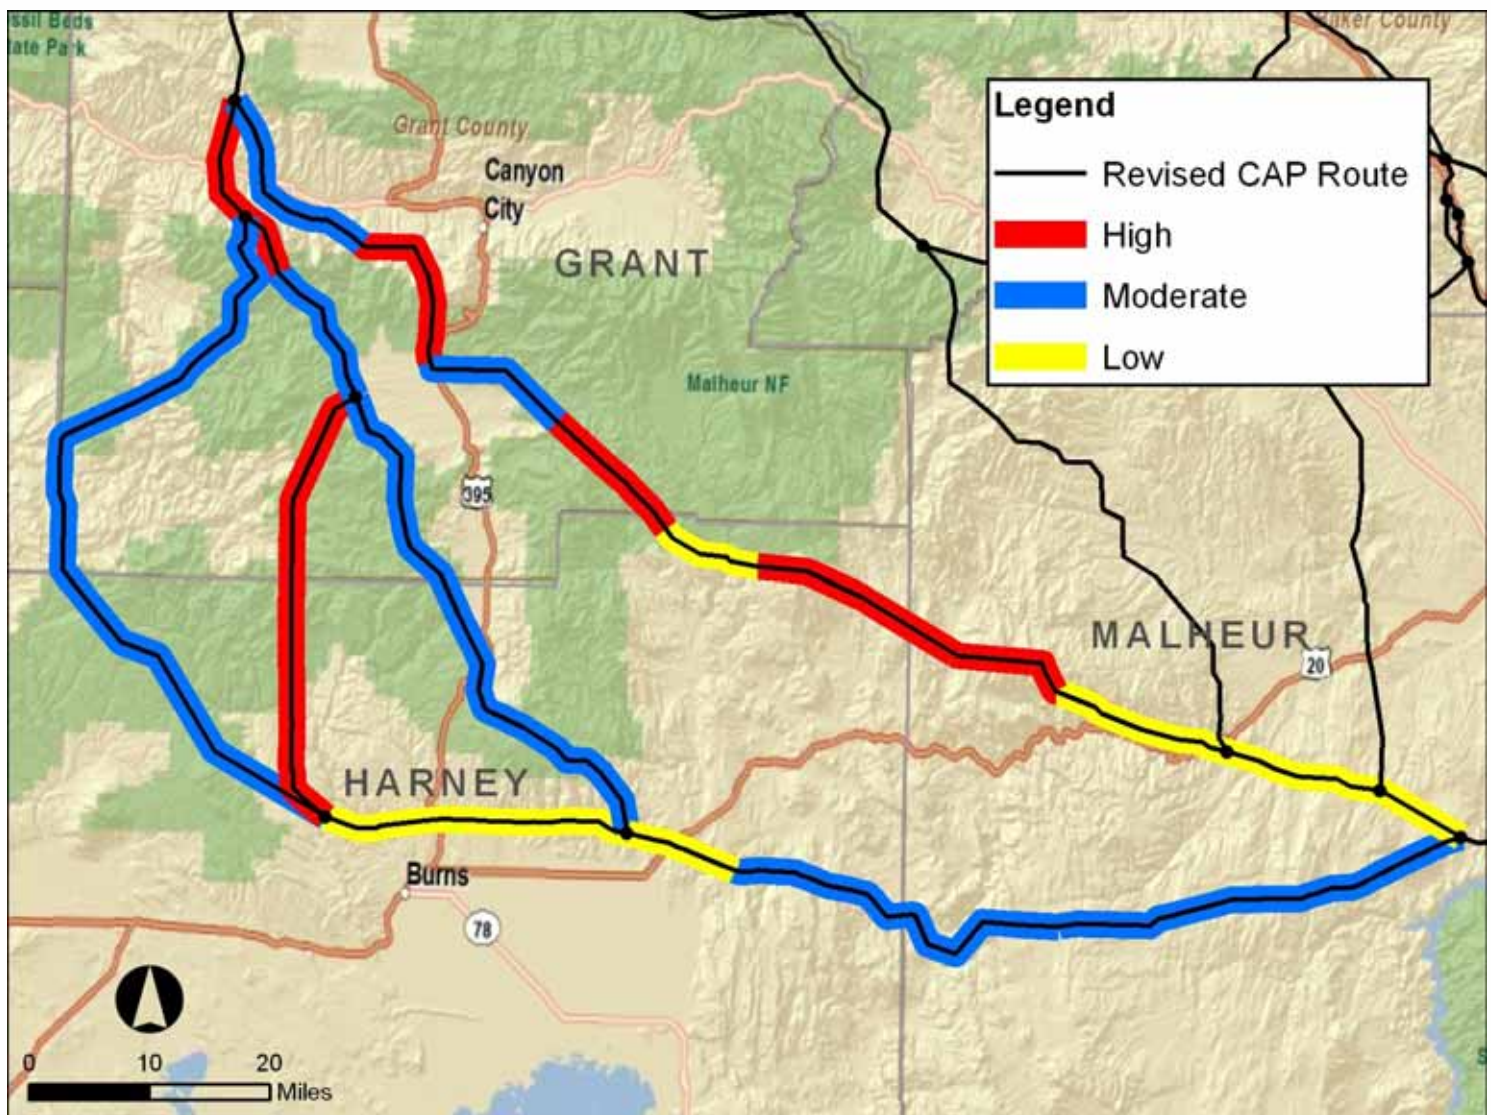 ssil Beds
tate Park
Baker County
Legend
Revised CAP Route
High
Moderate
Low
Grant County
Canyon
City
GRANT
Malheur NF
395
MALHEUR
20
HARNEY
Burns
78
0 10 20
Miles
S